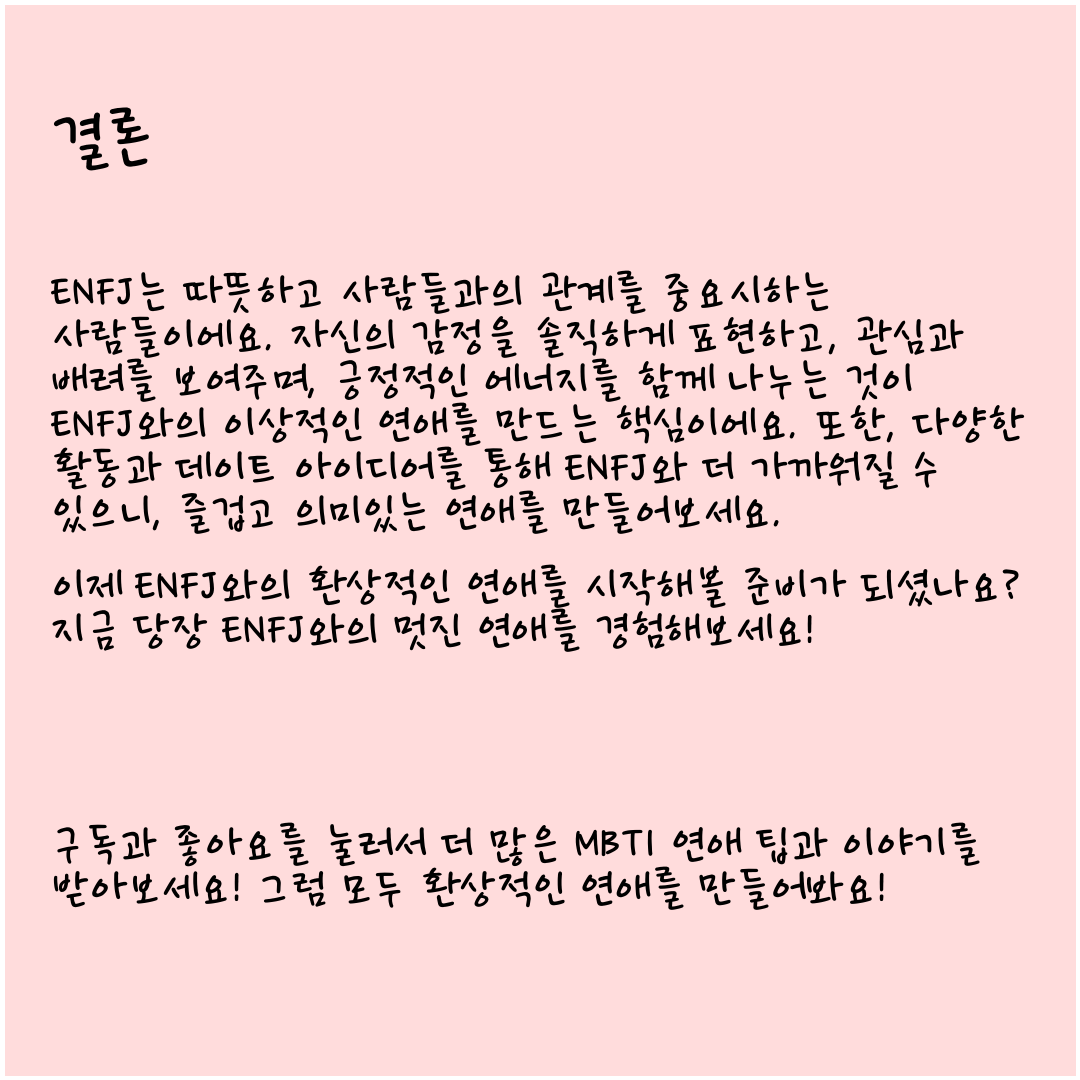 결론
ENFJ는 따뜻하고 사람들과의 관계를 중요시하는
사람들이에요. 자신의 감정을 솔직하게 표현하고, 관심과
배려를 보여주며, 긍정적인 에너지를 함께 나누는 것이
ENFJ와의 이상적인 연애를 만드는 핵심이에요. 또한, 다양한
활동과 데이트 아이디어를 통해 ENFJ와 더 가까워질 수
있으니, 즐겁고 의미있는 연애를 만들어보세요.
이제 ENFJ와의 환상적인 연애를 시작해볼 준비가 되셨나요?
지금 당장 ENFJ와의 멋진 연애를 경험해보세요!
구독과 좋아요를 눌러서 더 많은 MBTI 연애 팁과 이야기를
받아보세요! 그럼 모두 환상적인 연애를 만들어봐요!